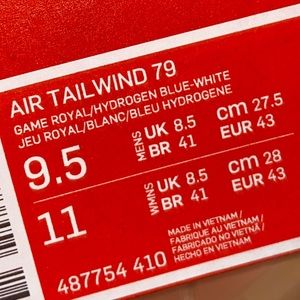 AIR TAILWIND 79
GAME ROYAL/HYDROGEN BLUE-WHITE
JEU ROYAL/BLANC/BLEU HYDROGENE
9.5 MENS UK 8.5 cm 27.5
BR 41 EUR 43
11 WMNS UK 8.5 cm 28
BR 41 EUR 43
MADE IN VIETNAM/
FABRIQUE AU VIETNAM/
FABRICADO NO VIETNÃ/
HECHO EN VIETNAM
487754 410